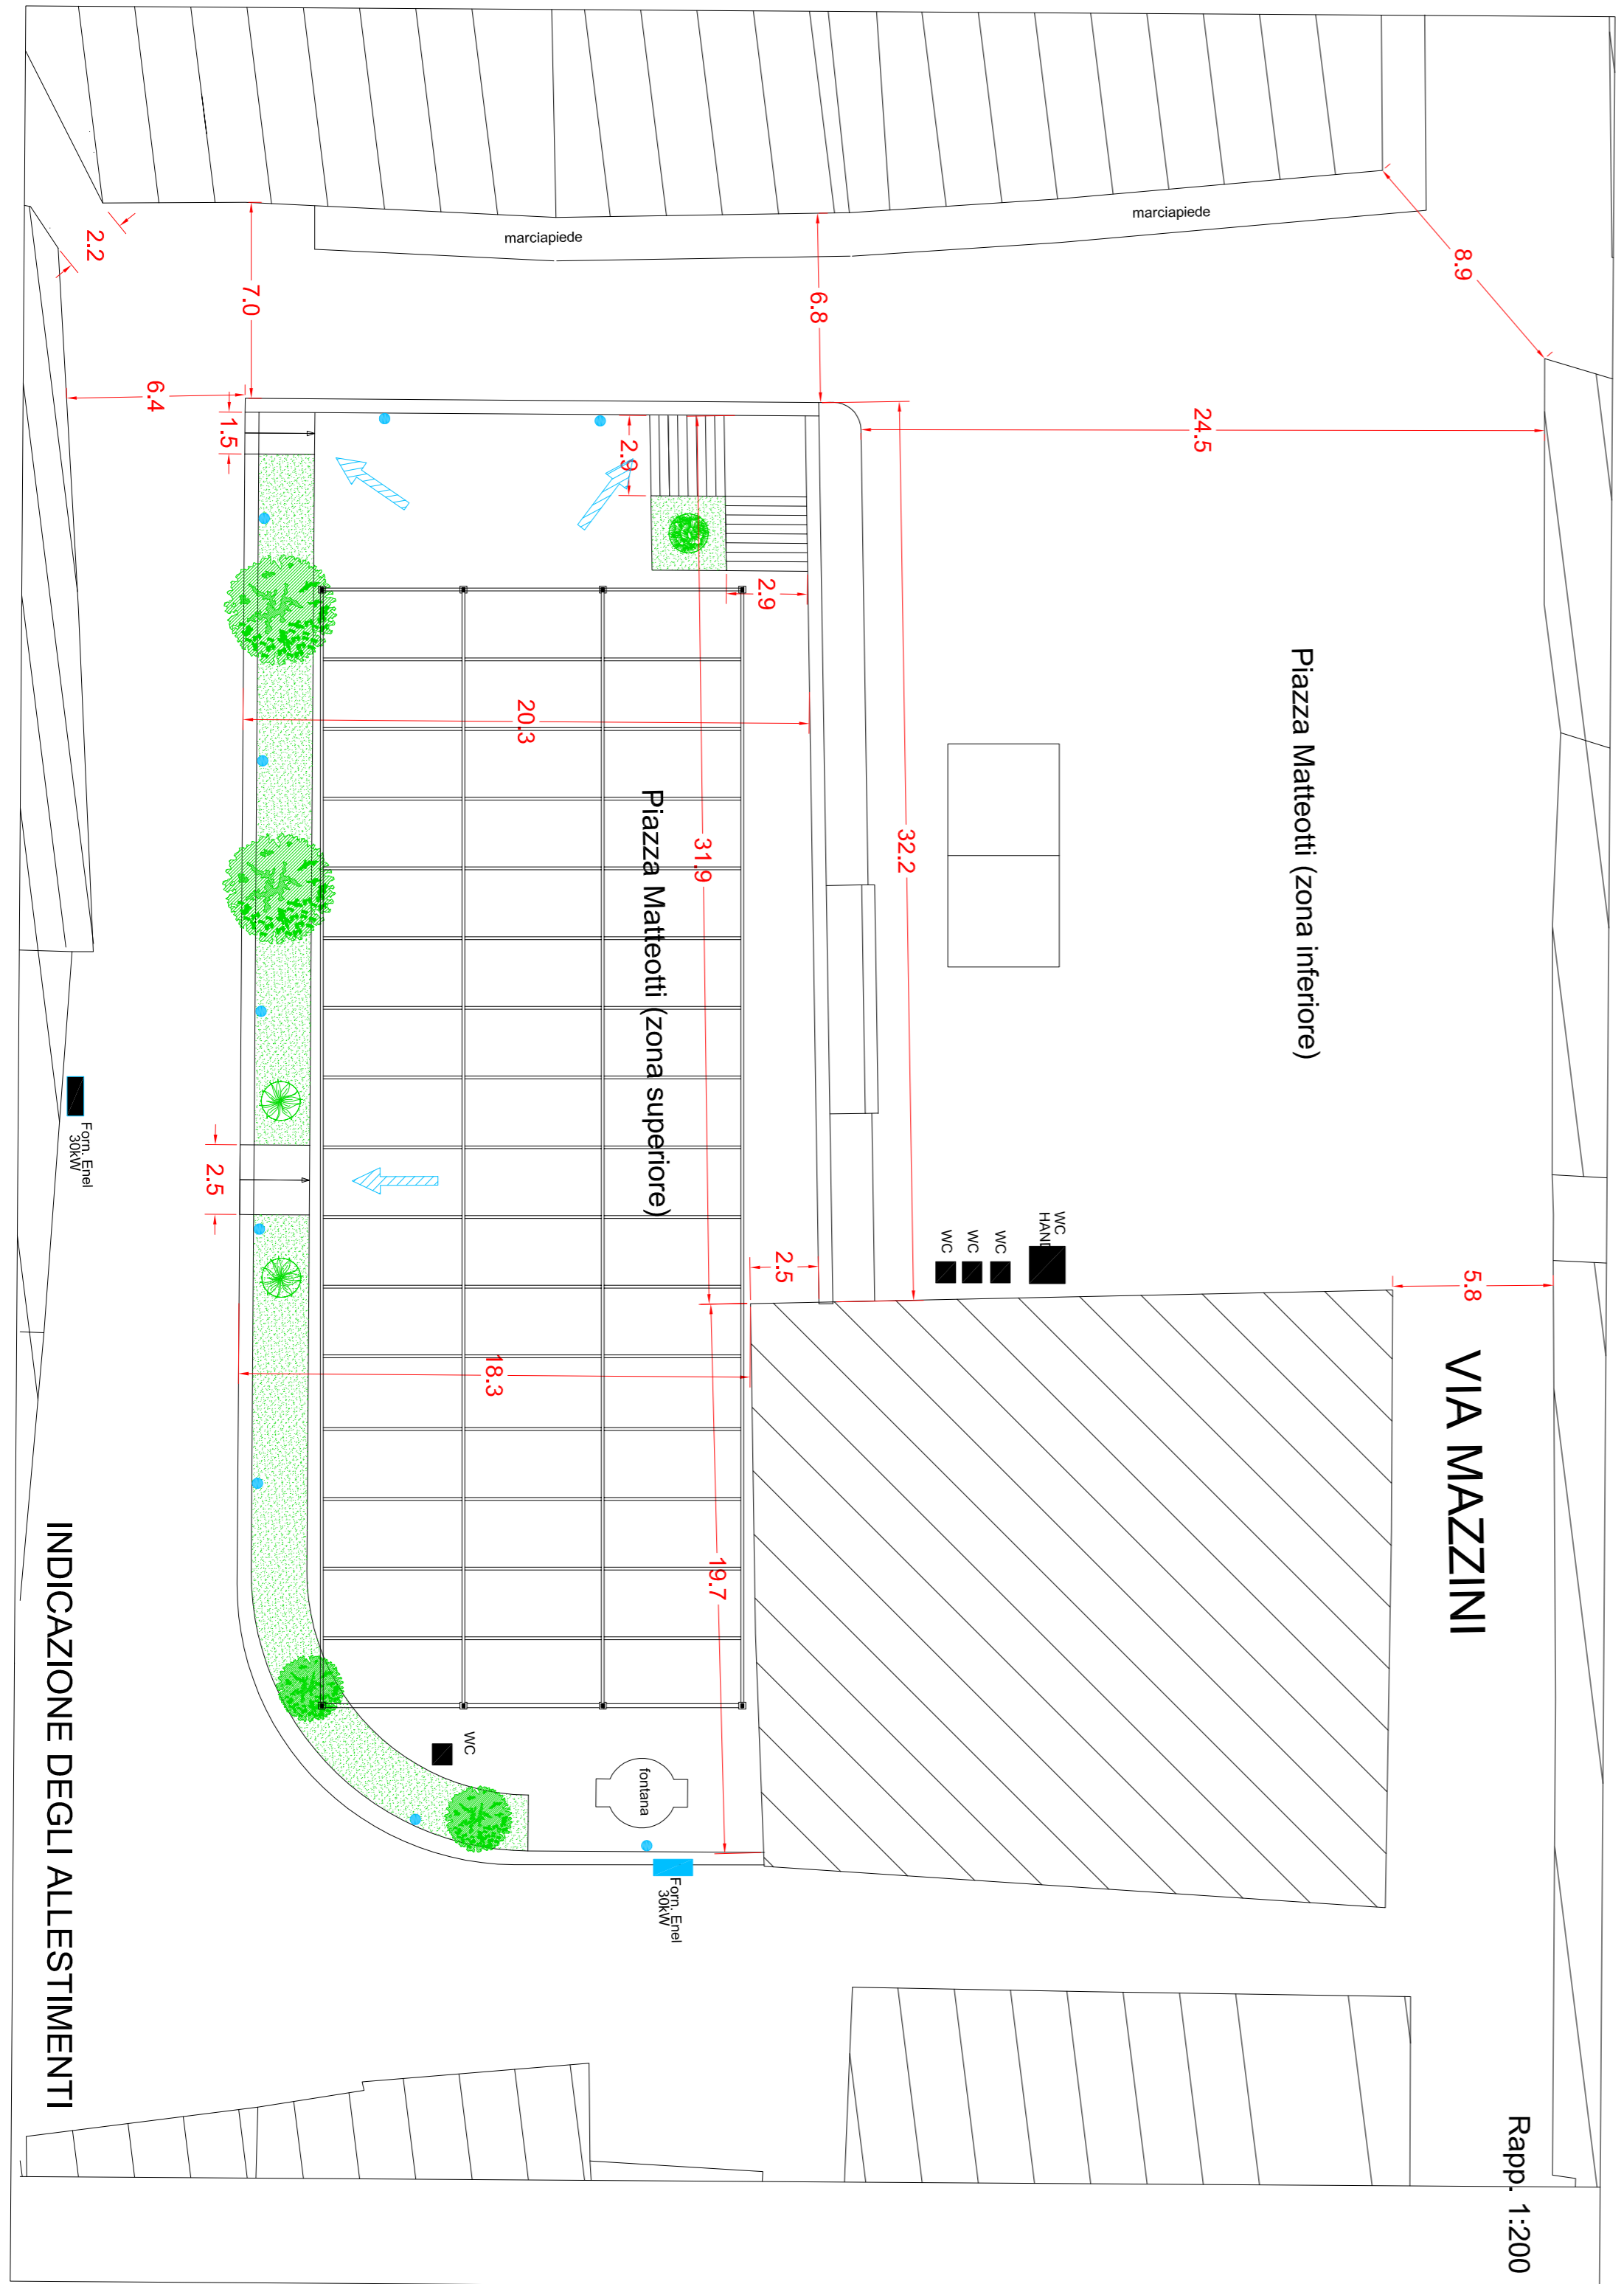 Rapp. 1:200
VIA MAZZINI
5.8
8.9
24.5
Piazza Matteotti (zona inferiore)
marciapiede
marciapiede
WC
HAND
WC
WC
WC
32.2
6.8
2.5
2.9
31.9
19.7
Piazza Matteotti (zona superiore)
2.9
20.3
18.3
fontana
Forn. Enel
30kW
WC
7.0
1.5
2.5
6.4
2.2
Forn. Enel
30kW
INDICAZIONE DEGLI ALLESTIMENTI